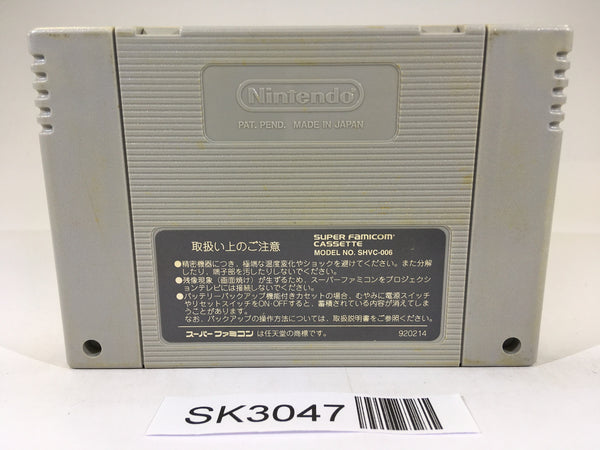 Nintendo
PAT. PEND. MADE IN JAPAN
取扱い上のご注意
SUPER Famicom
CASSETTE
MODEL NO. SHVC-006
●精密機器につき、極端な温度変化やショックを避けてください。また分解
したり、端子部を汚したりしないでください。
●残像現象(画面焼け)が生ずるため、スーパーファミコンをプロジェクシ
ョンテレビには接続しないでください。
●バッテリーバックアップ機能付きカセットの場合、むやみに電源スイッチ
やリセットスイッチをON-OFFすると、蓄積されている内容が消えてしま
うことがあります。
なお、バックアップの操作方法については、取扱説明書をご参照ください。
スーパーファミコン は任天堂の商標です。
920214
SK3047